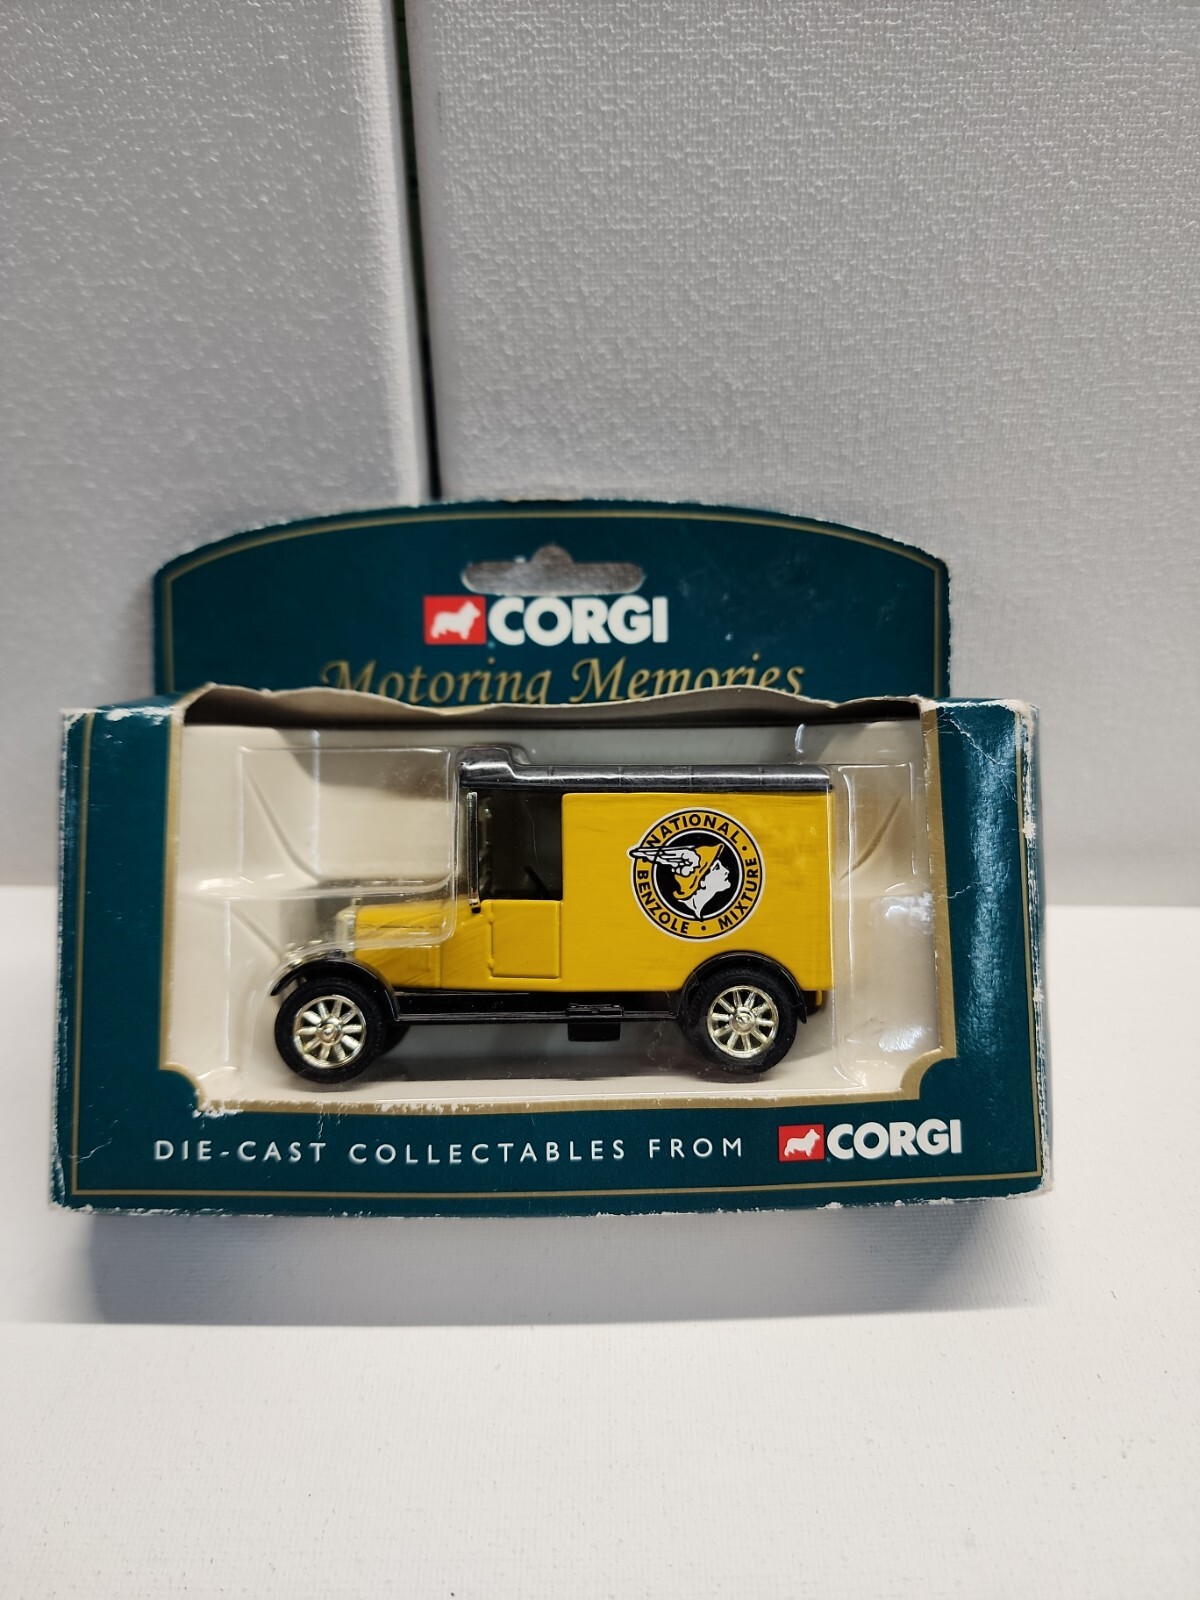 CORGI
Motoring Memories
NATIONAL
BENZOLE • MIXTURE
DIE-CAST COLLECTABLES FROM CORGI